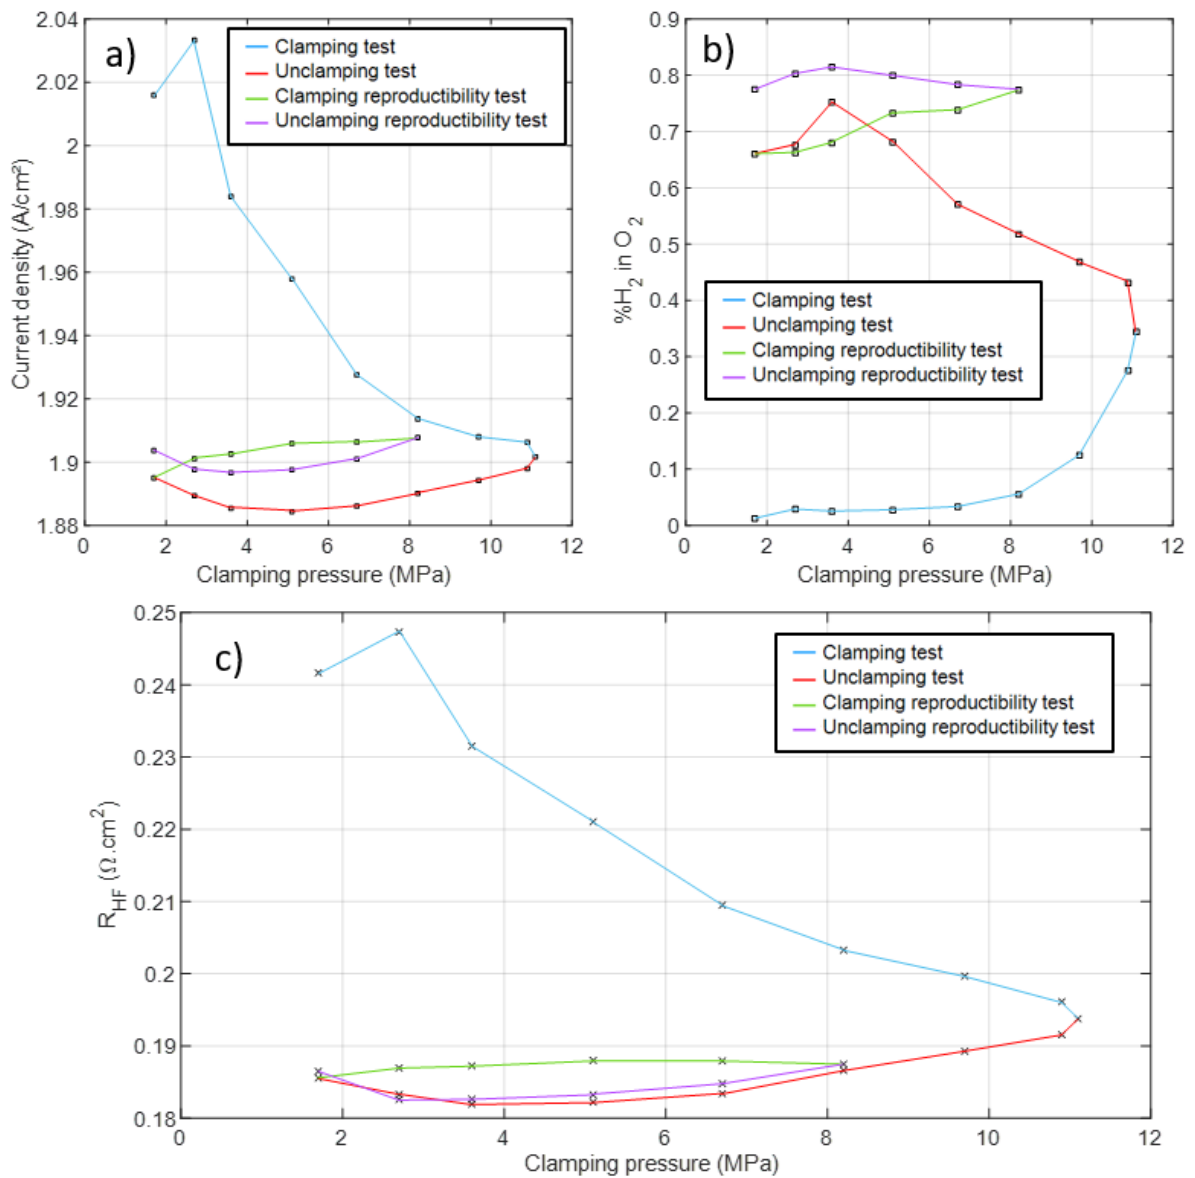 a)
2.04
2.02
2
1.98
1.96
1.94
1.92
1.9
1.88
0
2
4
6
8
10
12
Current density (A/cm²)
Clamping pressure (MPa)
Clamping test
Unclamping test
Clamping reproductibility test
Unclamping reproductibility test
b)
0.9
0.8
0.7
0.6
0.5
0.4
0.3
0.2
0.1
0
0
2
4
6
8
10
12
%H2 in O2
Clamping pressure (MPa)
Clamping test
Unclamping test
Clamping reproductibility test
Unclamping reproductibility test
c)
0.25
0.24
0.23
0.22
0.21
0.2
0.19
0.18
0
2
4
6
8
10
12
RHF (Ω.cm2)
Clamping pressure (MPa)
Clamping test
Unclamping test
Clamping reproductibility test
Unclamping reproductibility test